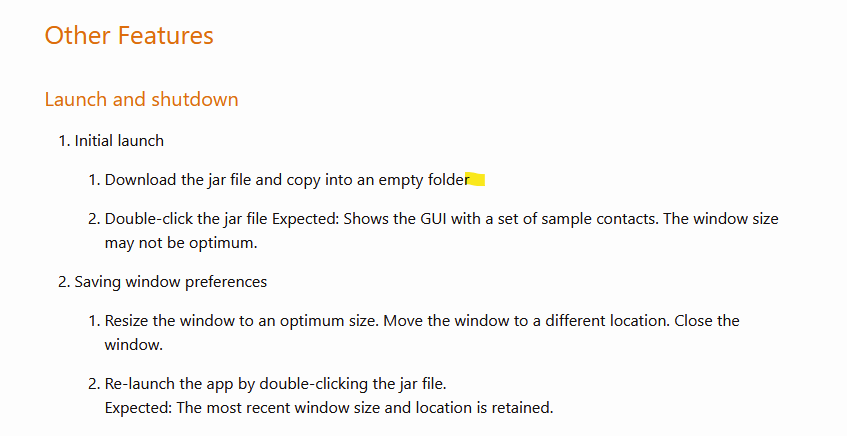 Other Features
Launch and shutdown
1. Initial launch
1. Download the jar file and copy into an empty folder
2. Double-click the jar file Expected: Shows the GUI with a set of sample contacts. The window size
may not be optimum.
2. Saving window preferences
1. Resize the window to an optimum size. Move the window to a different location. Close the
window.
2. Re-launch the app by double-clicking the jar file.
Expected: The most recent window size and location is retained.